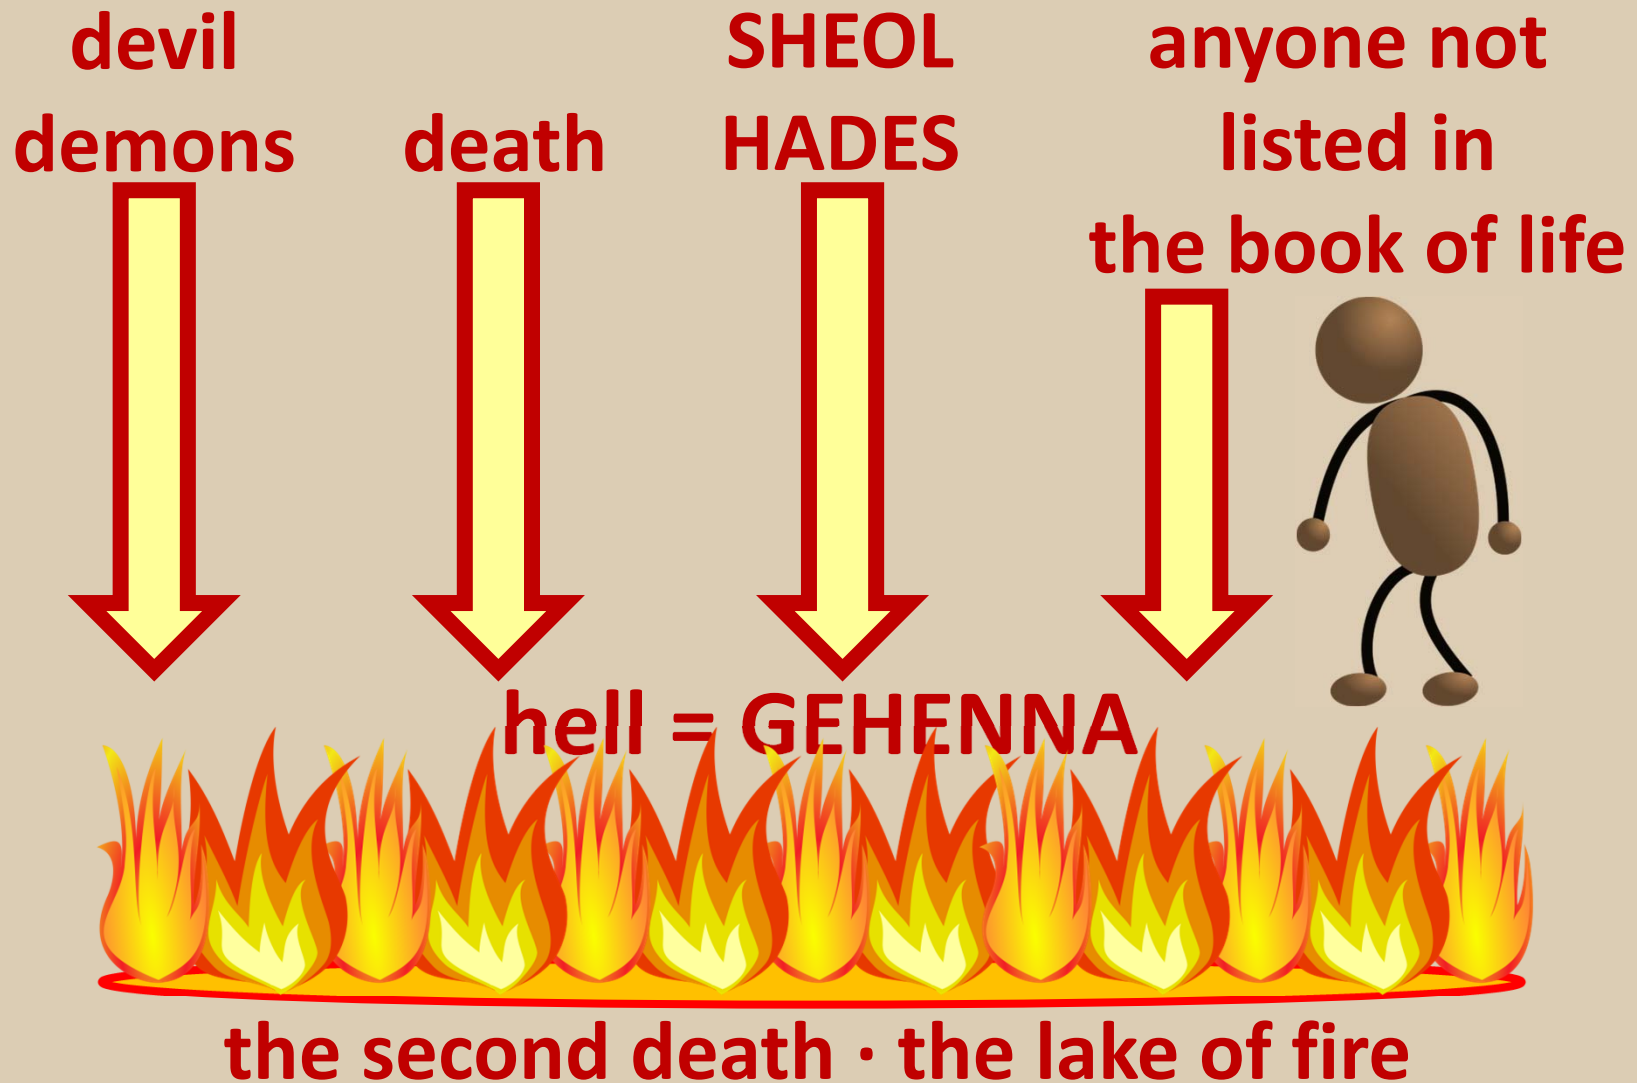 devil
demons
death
SHEOL
HADES
anyone not
listed in
the book of life
hell = GEHENNA
the second death · the lake of fire